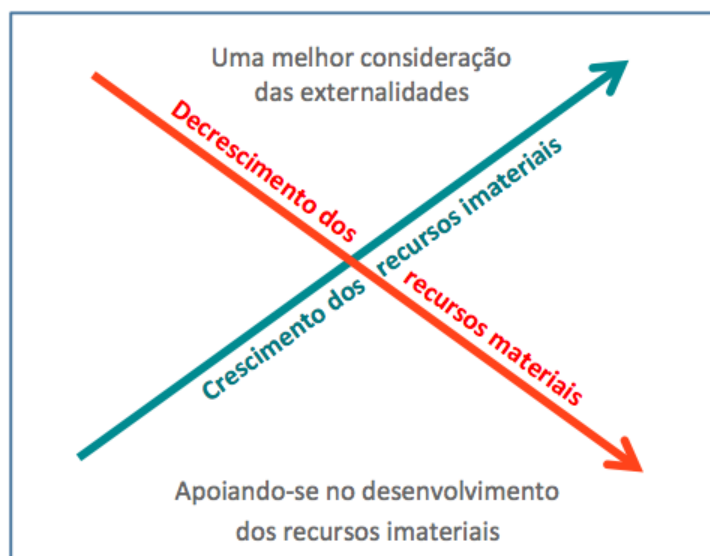 Uma melhor consideração
das externalidades
Decrescimento dos recursos materiais
Crescimento dos recursos imateriais
Apoiando-se no desenvolvimento
dos recursos imateriais